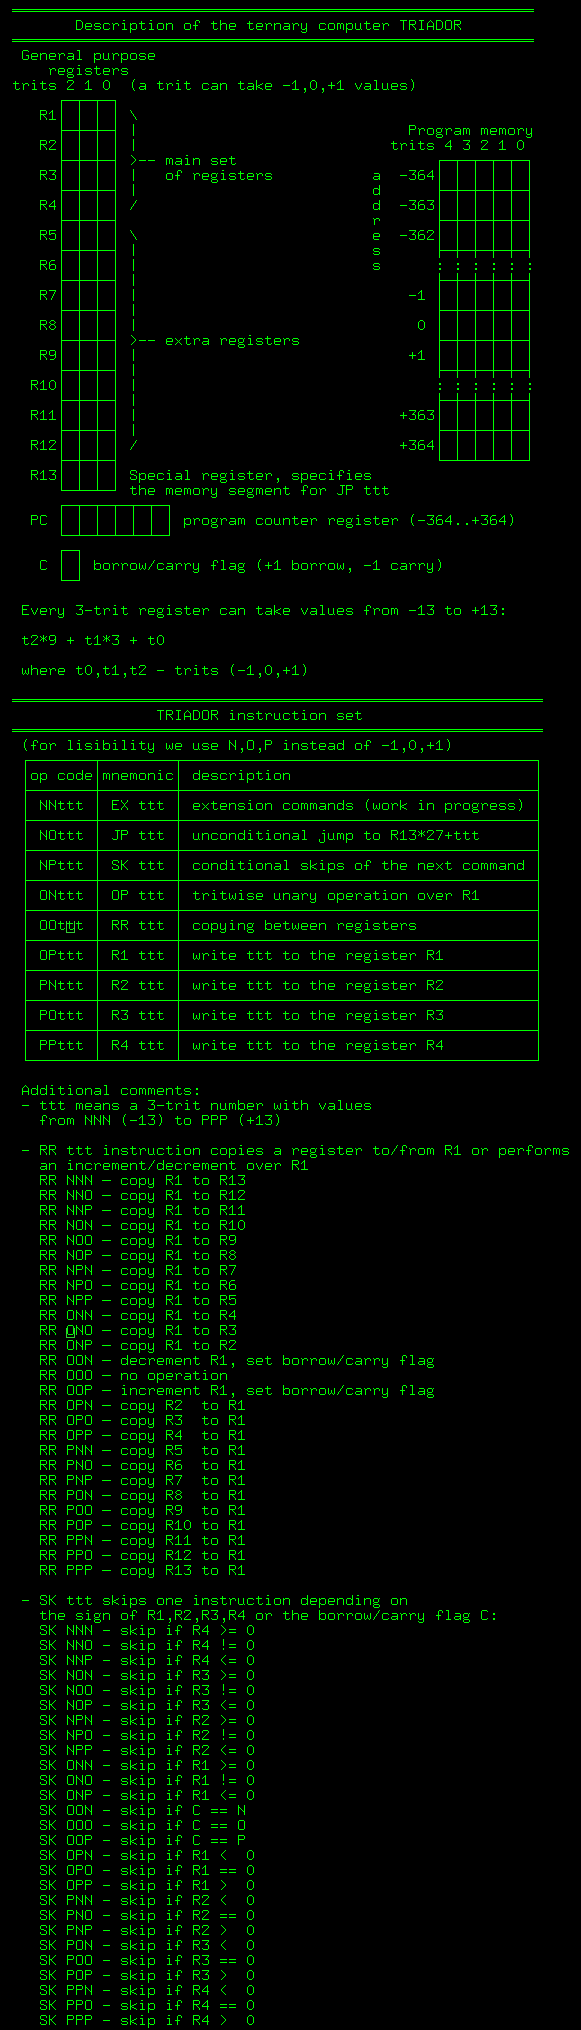 Description of the ternary computer TRIADOR
General purpose
registers
trits 2 1 0 (a trit can take -1,0,+1 values)
R1 \
Program memory
R2 | trits 4 3 2 1 0
>-- main set
R3 | of registers a -364
d
R4 / d -363
r
R5 \ e -362
s
R6 | s : : : : : :
R7 | -1
R8 | 0
>-- extra registers
R9 | +1
R10 | : : : : : :
R11 | +363
R12 / +364
R13 Special register, specifies
the memory segment for JP ttt
PC program counter register (-364..+364)
C borrow/carry flag (+1 borrow, -1 carry)
Every 3-trit register can take values from -13 to +13:
t2*9 + t1*3 + t0
where t0,t1,t2 - trits (-1,0,+1)
TRIADOR instruction set
(for lisibility we use N,O,P instead of -1,0,+1)
op code mnemonic description
NNttt EX ttt extension commands (work in progress)
NOttt JP ttt unconditional jump to R13*27+ttt
NPttt SK ttt conditional skips of the next command
ONttt OP ttt tritwise unary operation over R1
OOttt RR ttt copying between registers
OPttt R1 ttt write ttt to the register R1
PNttt R2 ttt write ttt to the register R2
POttt R3 ttt write ttt to the register R3
PPttt R4 ttt write ttt to the register R4
Additional comments:
- ttt means a 3-trit number with values
from NNN (-13) to PPP (+13)
- RR ttt instruction copies a register to/from R1 or performs
an increment/decrement over R1
RR NNN - copy R1 to R13
RR NNO - copy R1 to R12
RR NNP - copy R1 to R11
RR NON - copy R1 to R10
RR NOO - copy R1 to R9
RR NOP - copy R1 to R8
RR NPN - copy R1 to R7
RR NPO - copy R1 to R6
RR NPP - copy R1 to R5
RR ONN - copy R1 to R4
RR ONO - copy R1 to R3
RR ONP - copy R1 to R2
RR OON - decrement R1, set borrow/carry flag
RR OOO - no operation
RR OOP - increment R1, set borrow/carry flag
RR OPN - copy R2 to R1
RR OPO - copy R3 to R1
RR OPP - copy R4 to R1
RR PNN - copy R5 to R1
RR PNO - copy R6 to R1
RR PNP - copy R7 to R1
RR PON - copy R8 to R1
RR POO - copy R9 to R1
RR POP - copy R10 to R1
RR PPN - copy R11 to R1
RR PPO - copy R12 to R1
RR PPP - copy R13 to R1
- SK ttt skips one instruction depending on
the sign of R1,R2,R3,R4 or the borrow/carry flag C:
SK NNN - skip if R4 >= 0
SK NNO - skip if R4 != 0
SK NNP - skip if R4 <= 0
SK NON - skip if R3 >= 0
SK NOO - skip if R3 != 0
SK NOP - skip if R3 <= 0
SK NPN - skip if R2 >= 0
SK NPO - skip if R2 != 0
SK NPP - skip if R2 <= 0
SK ONN - skip if R1 >= 0
SK ONO - skip if R1 != 0
SK ONP - skip if R1 <= 0
SK OON - skip if C == N
SK OOO - skip if C == O
SK OOP - skip if C == P
SK OPN - skip if R1 < 0
SK OPO - skip if R1 == 0
SK OPP - skip if R1 > 0
SK PNN - skip if R2 < 0
SK PNO - skip if R2 == 0
SK PNP - skip if R2 > 0
SK PON - skip if R3 < 0
SK POO - skip if R3 == 0
SK POP - skip if R3 > 0
SK PPN - skip if R4 < 0
SK PPO - skip if R4 == 0
SK PPP - skip if R4 > 0